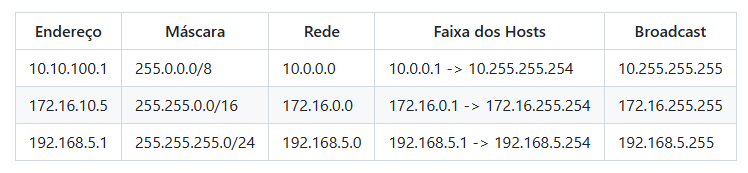 Endereço Máscara Rede Faixa dos Hosts Broadcast
10.10.100.1 255.0.0.0/8 10.0.0.0 10.0.0.1 -> 10.255.255.254 10.255.255.255
172.16.10.5 255.255.0.0/16 172.16.0.0 172.16.0.1 -> 172.16.255.254 172.16.255.255
192.168.5.1 255.255.255.0/24 192.168.5.0 192.168.5.1 -> 192.168.5.254 192.168.5.255